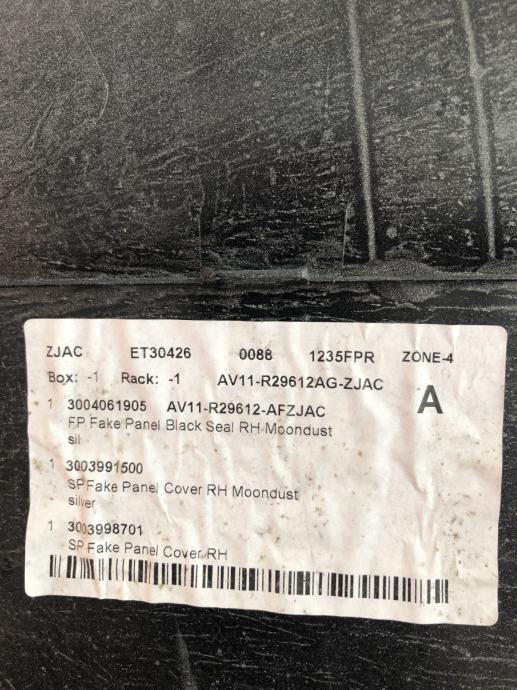 ZJAC ET30426 0088 1235FPR ZONE-4
Box: -1 Rack: -1 AV11-R29612AG-ZJAC
A
1 3004061905 AV11-R29612-AFZJAC
FP Fake Panel Black Seal RH Moondust
sil
1 3003991500
SP Fake Panel Cover RH Moondust
silver
1 3003998701
SP Fake Panel Cover RH